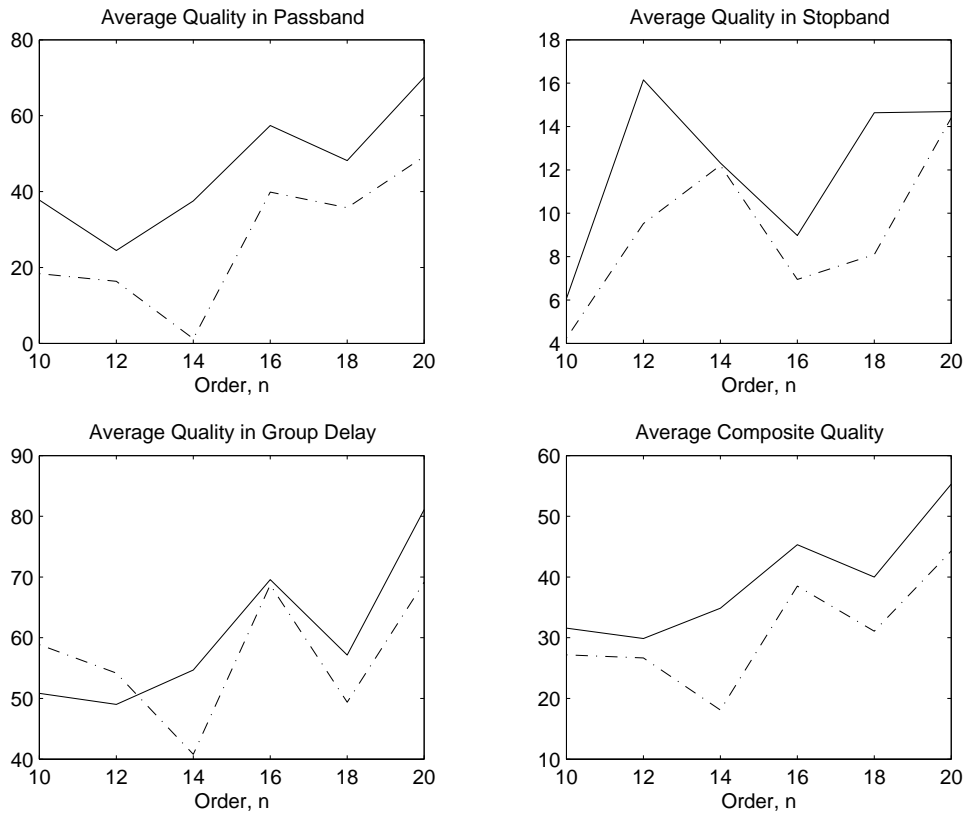 Average Quality in Passband
80
60
40
20
0
10 12 14 16 18 20
Order, n
Average Quality in Stopband
18
16
14
12
10
8
6
4
10 12 14 16 18 20
Order, n
Average Quality in Group Delay
90
80
70
60
50
40
10 12 14 16 18 20
Order, n
Average Composite Quality
60
50
40
30
20
10
10 12 14 16 18 20
Order, n